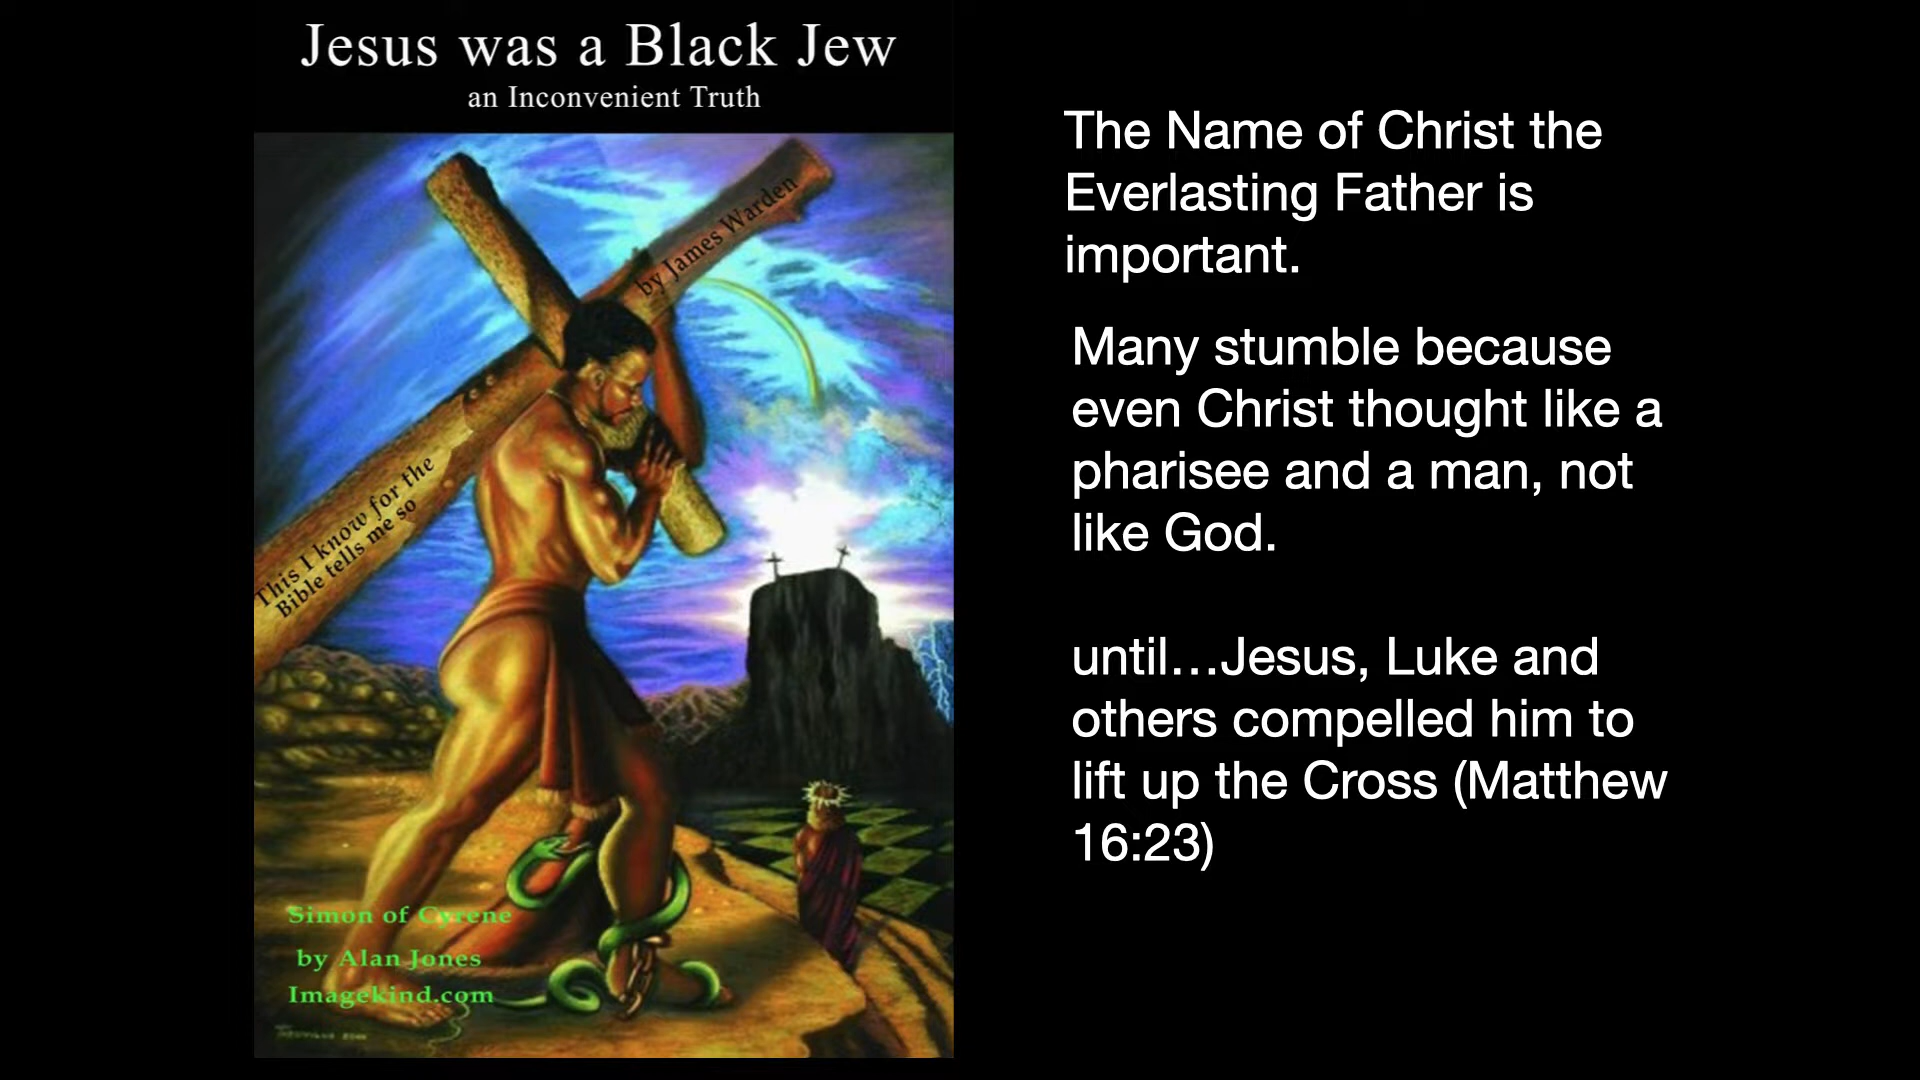 Jesus was a Black Jew
an Inconvenient Truth
by James Warden
This I know for the
Bible tells me so
Simon of Cyrene
by Alan Jones
Imagekind.com
The Name of Christ the
Everlasting Father is
important.
Many stumble because
even Christ thought like a
pharisee and a man, not
like God.
until…Jesus, Luke and
others compelled him to
lift up the Cross (Matthew
16:23)